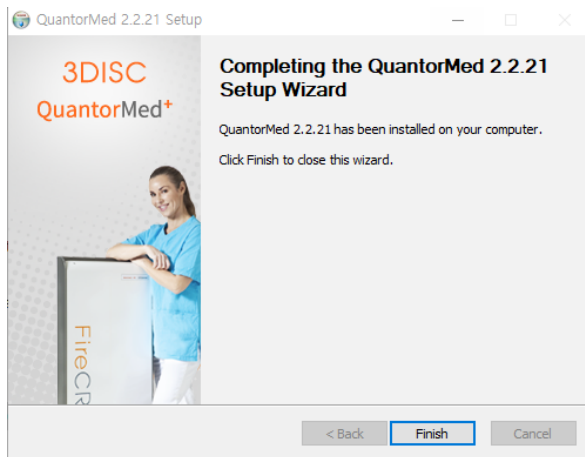 QuantorMed 2.2.21 Setup
3DISC
QuantorMed+
FireCR
Completing the QuantorMed 2.2.21
Setup Wizard
QuantorMed 2.2.21 has been installed on your computer.
Click Finish to close this wizard.
< Back
Finish
Cancel